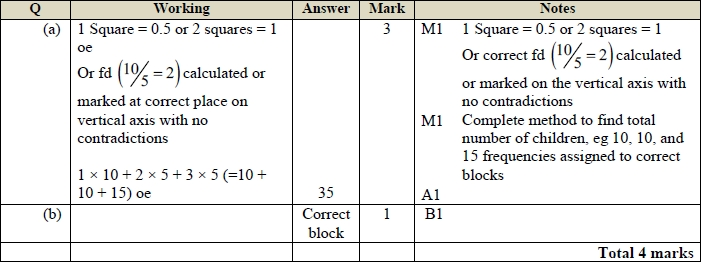 Q Working Answer Mark Notes
(a) 1 Square = 0.5 or 2 squares = 1 3 M1 1 Square = 0.5 or 2 squares = 1
oe
Or fd (10/5 = 2) calculated or
marked at correct place on
vertical axis with no
contradictions
1 × 10 + 2 × 5 + 3 × 5 (=10 +
10 + 15) oe 35
Or correct fd (10/5 = 2) calculated
or marked on the vertical axis with
no contradictions
M1 Complete method to find total
number of children, eg 10, 10, and
15 frequencies assigned to correct
blocks
A1
(b) Correct 1 B1
block
Total 4 marks